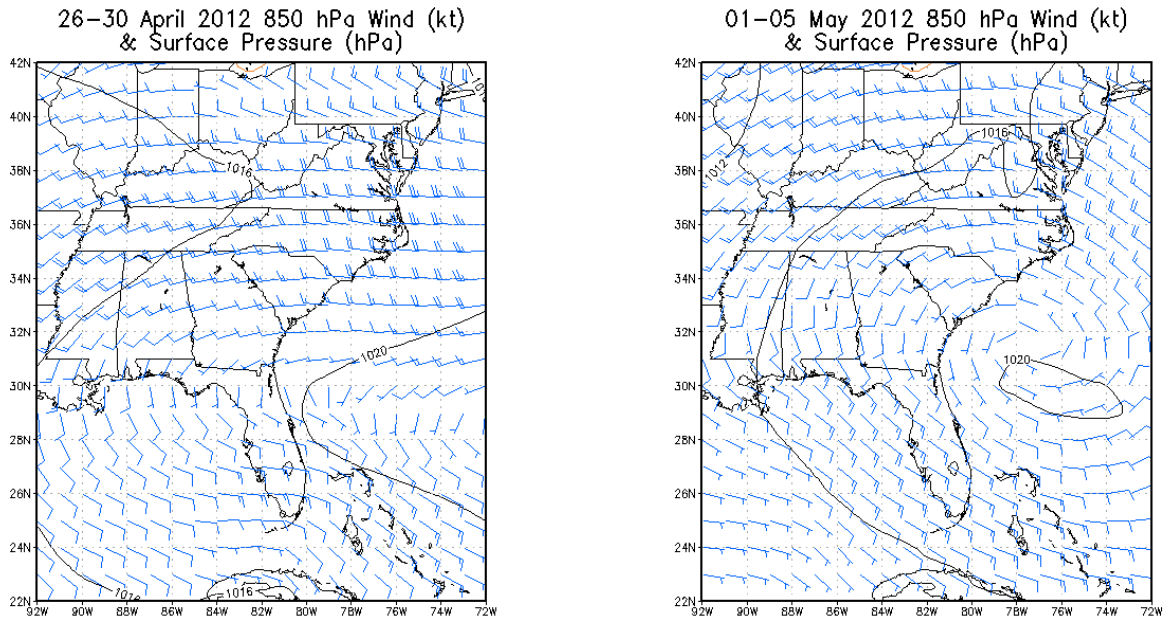 26-30 April 2012 850 hPa Wind (kt)
& Surface Pressure (hPa)
42N
40N
38N
36N
34N
32N
30N
28N
26N
24N
22N
92W 90W 88W 86W 84W 82W 80W 78W 76W 74W 72W
1016
1020
1016
01-05 May 2012 850 hPa Wind (kt)
& Surface Pressure (hPa)
42N
40N
38N
36N
34N
32N
30N
28N
26N
24N
22N
92W 90W 88W 86W 84W 82W 80W 78W 76W 74W 72W
1016
1012
1020